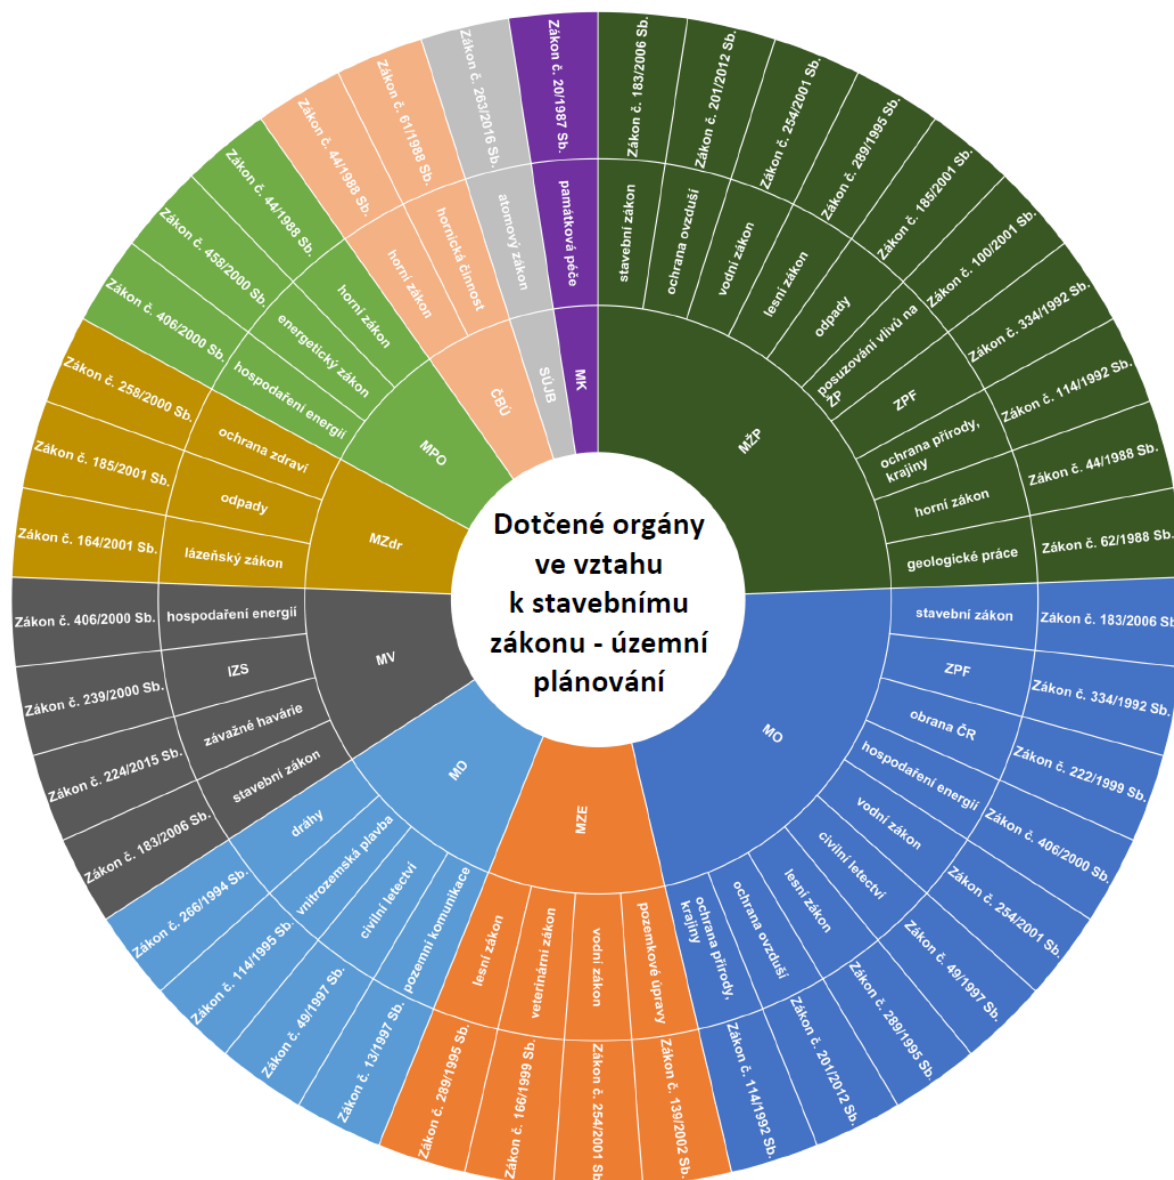 Dotčené orgány
ve vztahu
k stavebnímu
zákonu - územní
plánování
MŽP
stavební zákon
Zákon č. 183/2006 Sb.
ochrana ovzduší
Zákon č. 201/2012 Sb.
vodní zákon
Zákon č. 254/2001 Sb.
lesní zákon
Zákon č. 289/1995 Sb.
odpady
Zákon č. 185/2001 Sb.
posuzování vlivů na
ŽP
Zákon č. 100/2001 Sb.
ZPF
Zákon č. 334/1992 Sb.
ochrana přírody,
krajiny
Zákon č. 114/1992 Sb.
horní zákon
Zákon č. 44/1988 Sb.
geologické práce
Zákon č. 62/1988 Sb.
MO
stavební zákon
Zákon č. 183/2006 Sb.
ZPF
Zákon č. 334/1992 Sb.
obrana ČR
Zákon č. 222/1999 Sb.
hospodaření energií
Zákon č. 406/2000 Sb.
vodní zákon
Zákon č. 254/2001 Sb.
civilní letectví
Zákon č. 49/1997 Sb.
lesní zákon
Zákon č. 289/1995 Sb.
ochrana ovzduší
Zákon č. 201/2012 Sb.
ochrana přírody,
krajiny
Zákon č. 114/1992 Sb.
MZE
pozemkové úpravy
Zákon č. 139/2002 Sb.
vodní zákon
Zákon č. 254/2001 Sb.
veterinární zákon
Zákon č. 166/1999 Sb.
lesní zákon
Zákon č. 289/1995 Sb.
MD
pozemní komunikace
Zákon č. 13/1997 Sb.
civilní letectví
Zákon č. 49/1997 Sb.
vnitrozemská plavba
Zákon č. 114/1995 Sb.
dráhy
Zákon č. 266/1994 Sb.
MV
stavební zákon
Zákon č. 183/2006 Sb.
závažné havárie
Zákon č. 224/2015 Sb.
IZS
Zákon č. 239/2000 Sb.
hospodaření energií
Zákon č. 406/2000 Sb.
MZdr
lázeňský zákon
Zákon č. 164/2001 Sb.
odpady
Zákon č. 185/2001 Sb.
ochrana zdraví
Zákon č. 258/2000 Sb.
MPO
hospodaření energií
Zákon č. 406/2000 Sb.
energetický zákon
Zákon č. 458/2000 Sb.
horní zákon
Zákon č. 44/1988 Sb.
ČBÚ
horní zákon
Zákon č. 44/1988 Sb.
hornická činnost
Zákon č. 61/1988 Sb.
SÚJB
atomový zákon
Zákon č. 263/2016 Sb.
MK
památková péče
Zákon č. 20/1987 Sb.